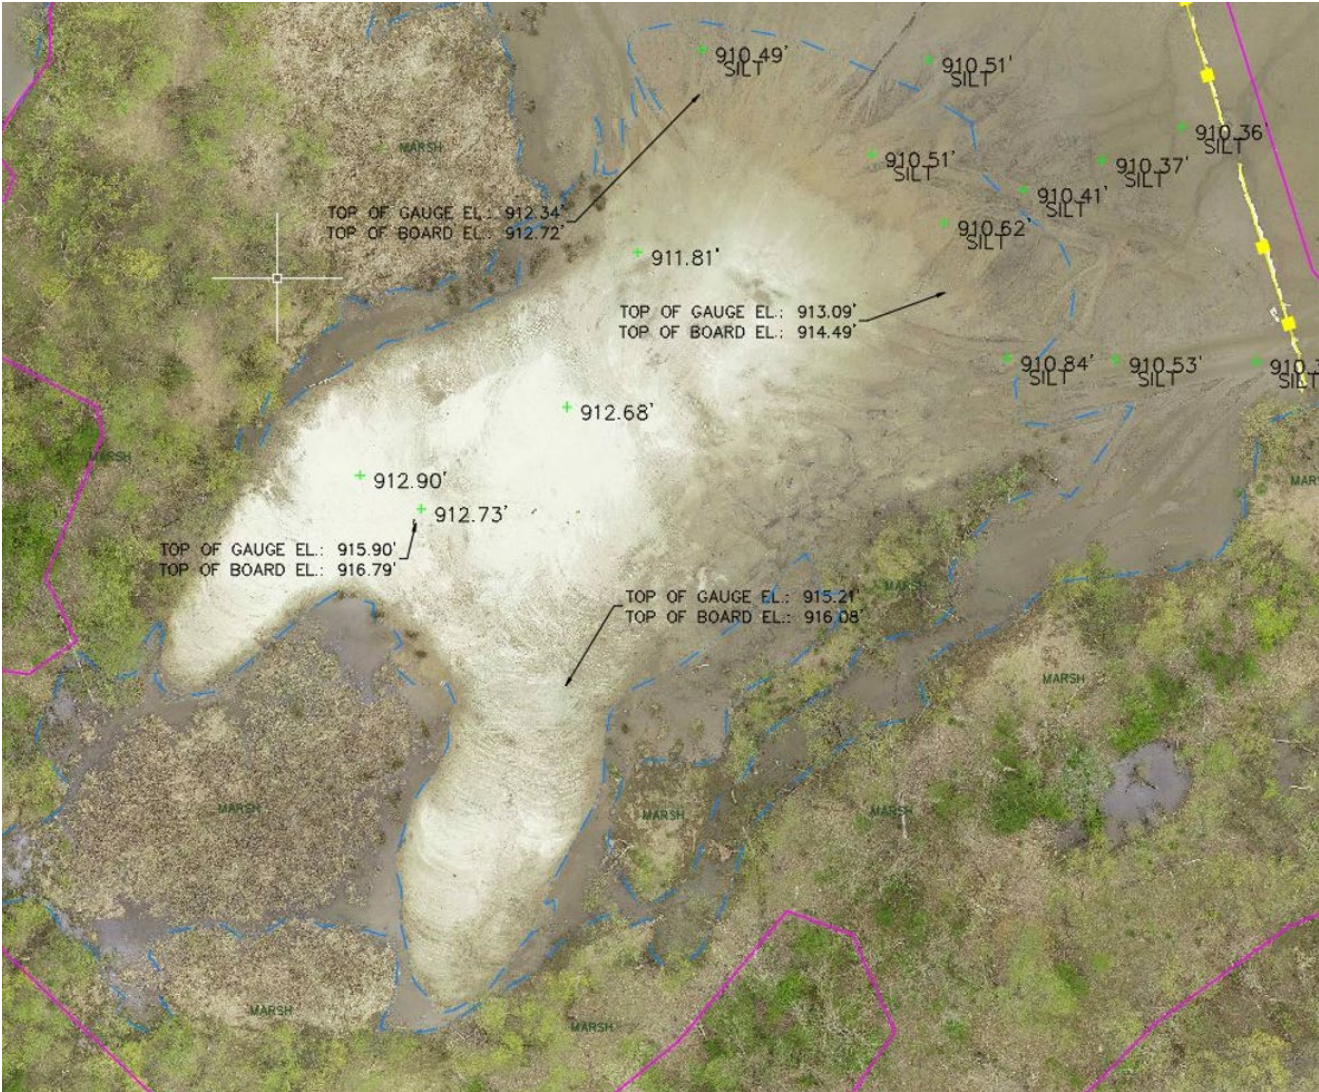 910.49'
SILT
910.51'
SILT
910.36'
SILT
MARSH
910.51'
SILT
910.37'
SILT
910.41'
SILT
TOP OF GAUGE EL.: 912.34'
TOP OF BOARD EL.: 912.72'
910.62'
SILT
911.81'
TOP OF GAUGE EL.: 913.09'
TOP OF BOARD EL.: 914.49'
910.84'
SILT
910.53'
SILT
910.3
SILT
912.68'
MARSH
912.90'
MAR
912.73'
TOP OF GAUGE EL.: 915.90'
TOP OF BOARD EL.: 916.79'
MARSH
TOP OF GAUGE EL.: 915.21'
TOP OF BOARD EL.: 916.08'
MARSH
MARSH
MARSH
MARSH
MARSH
MARSH